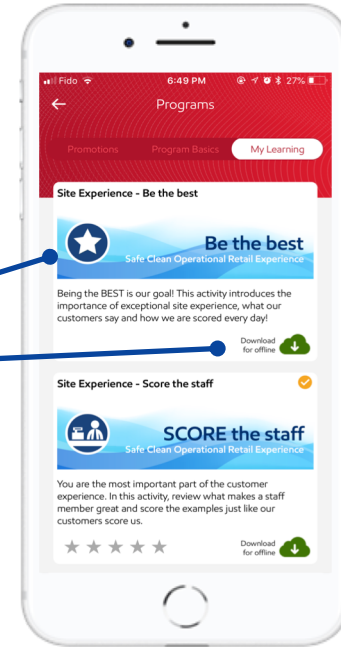 Fido 6:49 PM 27%
Programs
Promotions Program Basics My Learning
Site Experience - Be the best
Be the best
Safe Clean Operational Retail Experience
Being the BEST is our goal! This activity introduces the
importance of exceptional site experience, what our
customers say and how we are scored every day!
Download
for offline
Site Experience - Score the staff
SCORE the staff
Safe Clean Operational Retail Experience
You are the most important part of the customer
experience. In this activity, review what makes a staff
member great and score the examples just like our
customers score us.
Download
for offline